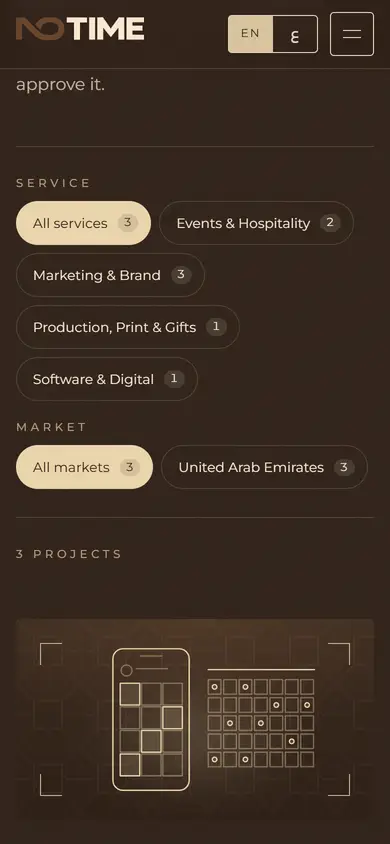 NOTIME
EN
ع
approve it.
SERVICE
All services 3
Events & Hospitality 2
Marketing & Brand 3
Production, Print & Gifts 1
Software & Digital 1
MARKET
All markets 3
United Arab Emirates 3
3 PROJECTS